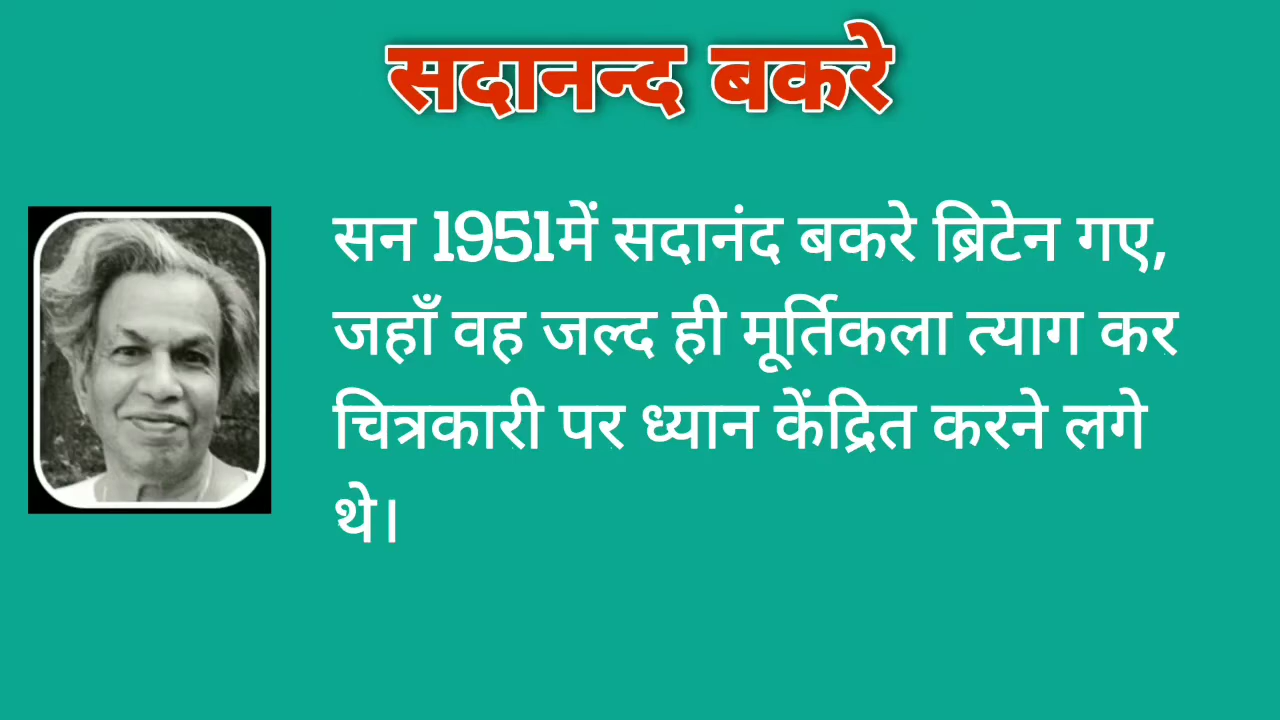 सदानन्द बकरे
सन 1951में सदानंद बकरे ब्रिटेन गए,
जहाँ वह जल्द ही मूर्तिकला त्याग कर
चित्रकारी पर ध्यान केंद्रित करने लगे
थे।